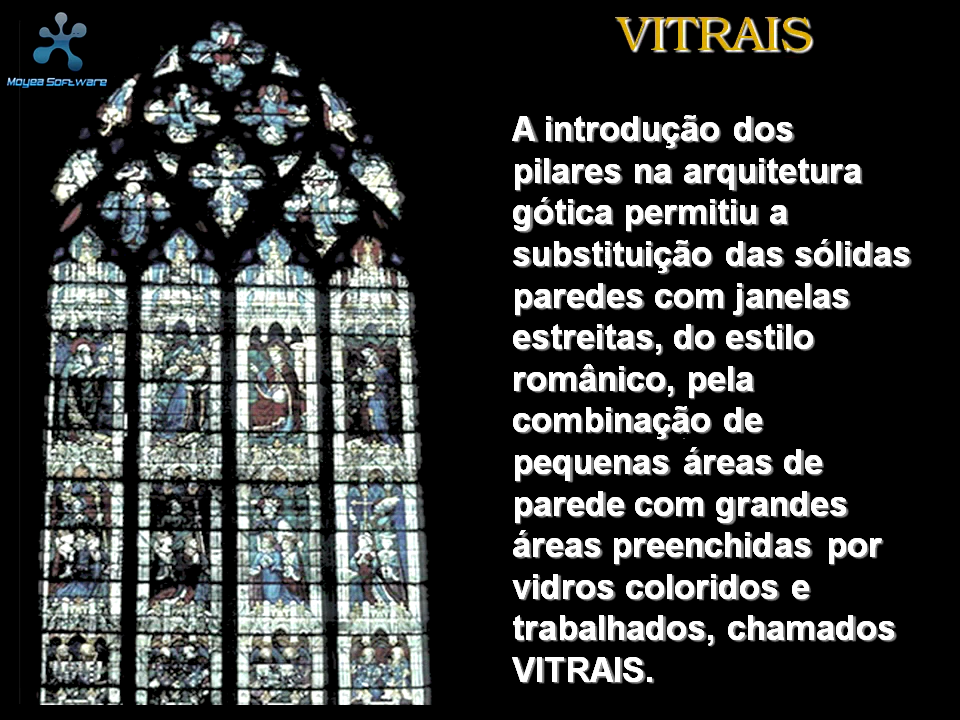 Moyea Software
VITRAIS
A introdução dos
pilares na arquitetura
gótica permitiu a
substituição das sólidas
paredes com janelas
estreitas, do estilo
românico, pela
combinação de
pequenas áreas de
parede com grandes
áreas preenchidas por
vidros coloridos e
trabalhados, chamados
VITRAIS.